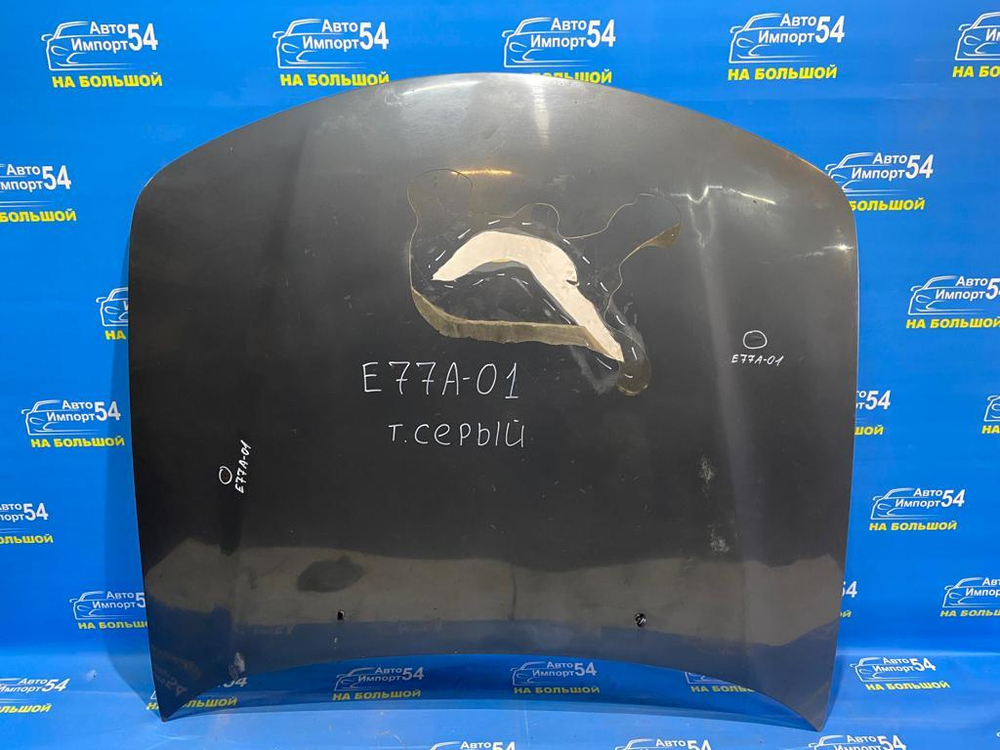 Авто
Импорт54
НА БОЛЬШОЙ
E77A-01
т.серый
E77A-01
E77A-01